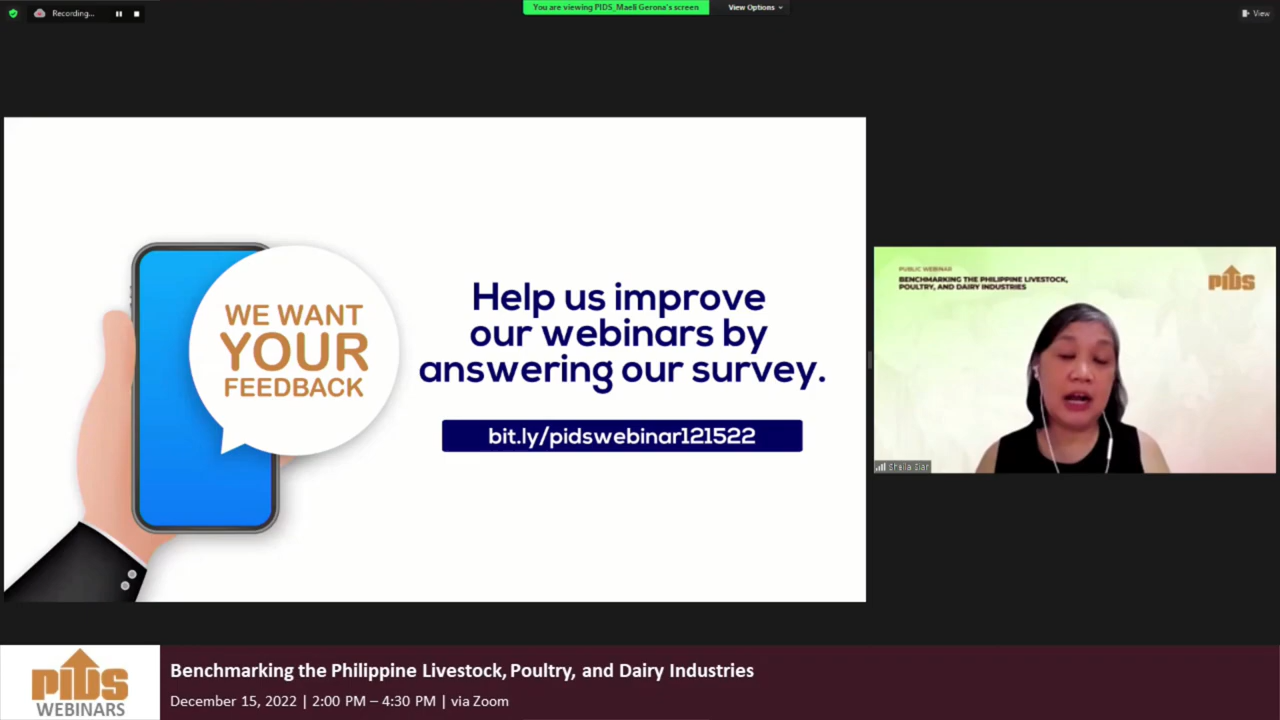 Recording...
You are viewing PIDS_Maeli Gerona's screen
View Options
View
WE WANT
YOUR
FEEDBACK
Help us improve
our webinars by
answering our survey.
bit.ly/pidswebinar121522
PUBLIC WEBINAR
BENCHMARKING THE PHILIPPINE LIVESTOCK,
POULTRY, AND DAIRY INDUSTRIES
PIDS
Sheila Siar
PIDS
WEBINARS
Benchmarking the Philippine Livestock, Poultry, and Dairy Industries
December 15, 2022 | 2:00 PM – 4:30 PM | via Zoom